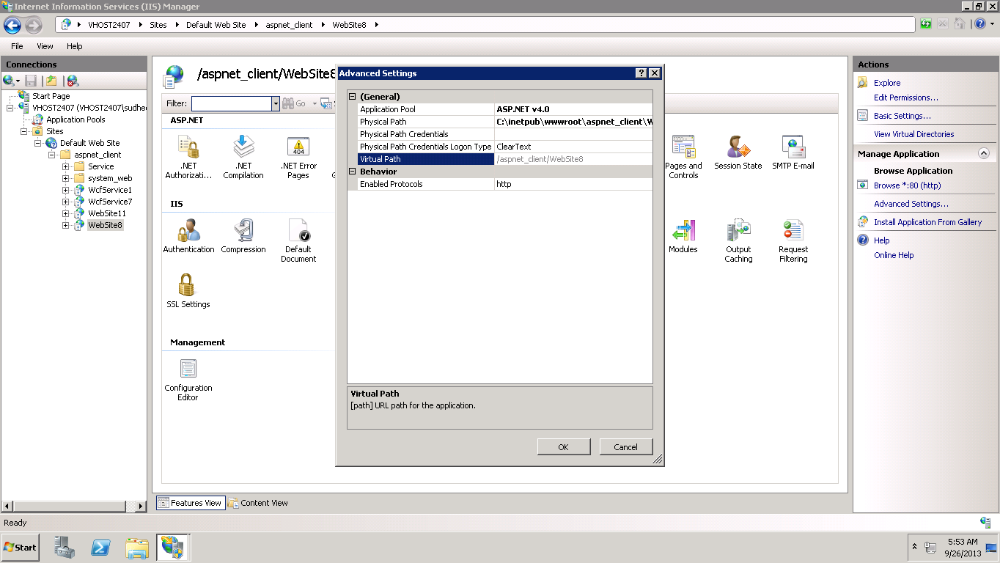 Internet Information Services (IIS) Manager
VHOST2407 Sites Default Web Site aspnet_client WebSite8
File View Help
Connections
Start Page
VHOST2407 (VHOST2407\sudhe
Application Pools
Sites
Default Web Site
aspnet_client
Service
system_web
WcfService1
WcfService7
WebSite11
WebSite8
/aspnet_client/WebSite8
Filter: Go
ASP.NET
.NET Authorizati...
.NET Compilation
.NET Error Pages
404
Pages and Controls
Session State
SMTP E-mail
IIS
Authentication
Compression
Default Document
Modules
Output Caching
Request Filtering
SSL Settings
Management
Configuration Editor
Advanced Settings
(General)
Application Pool ASP.NET v4.0
Physical Path C:\inetpub\wwwroot\aspnet_client\W
Physical Path Credentials
Physical Path Credentials Logon Type ClearText
Virtual Path /aspnet_client/WebSite8
Behavior
Enabled Protocols http
Virtual Path
[path] URL path for the application.
OK Cancel
Actions
Explore
Edit Permissions...
Basic Settings...
View Virtual Directories
Manage Application
Browse Application
Browse *:80 (http)
Advanced Settings...
Install Application From Gallery
Help
Online Help
Features View Content View
Ready
Start
5:53 AM
9/26/2013